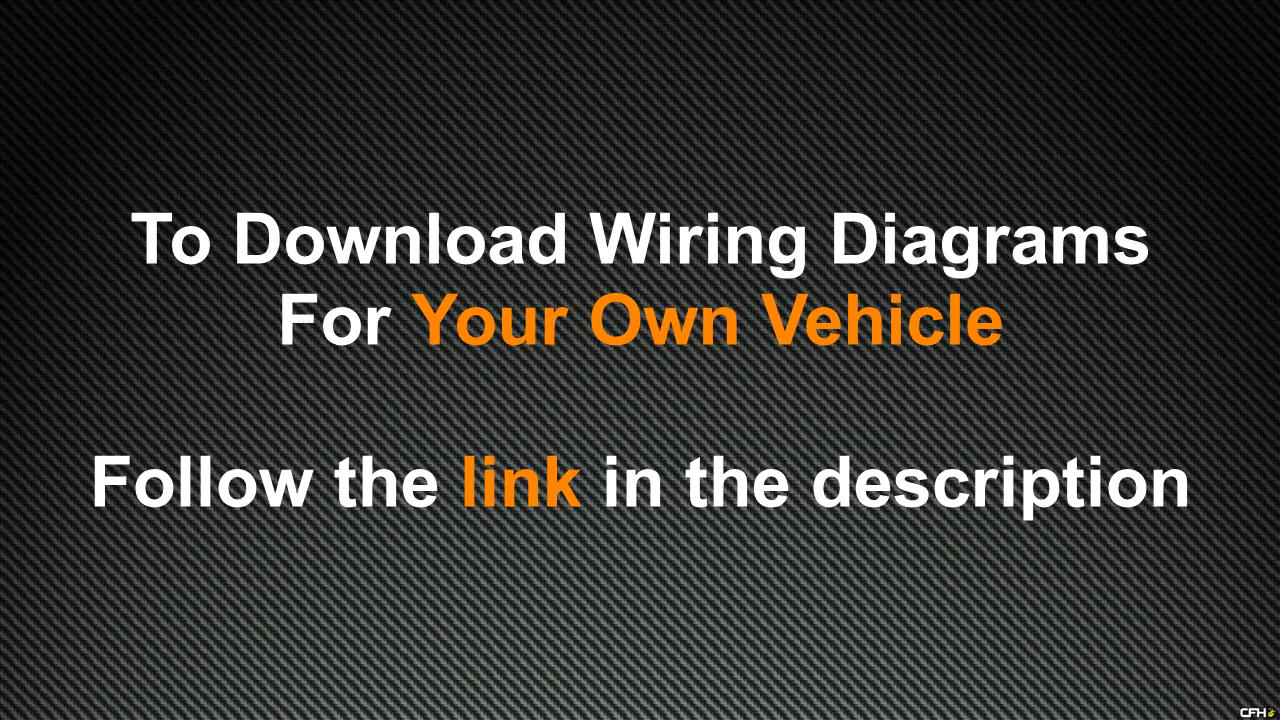 To Download Wiring Diagrams
For Your Own Vehicle
Follow the link in the description
CFH